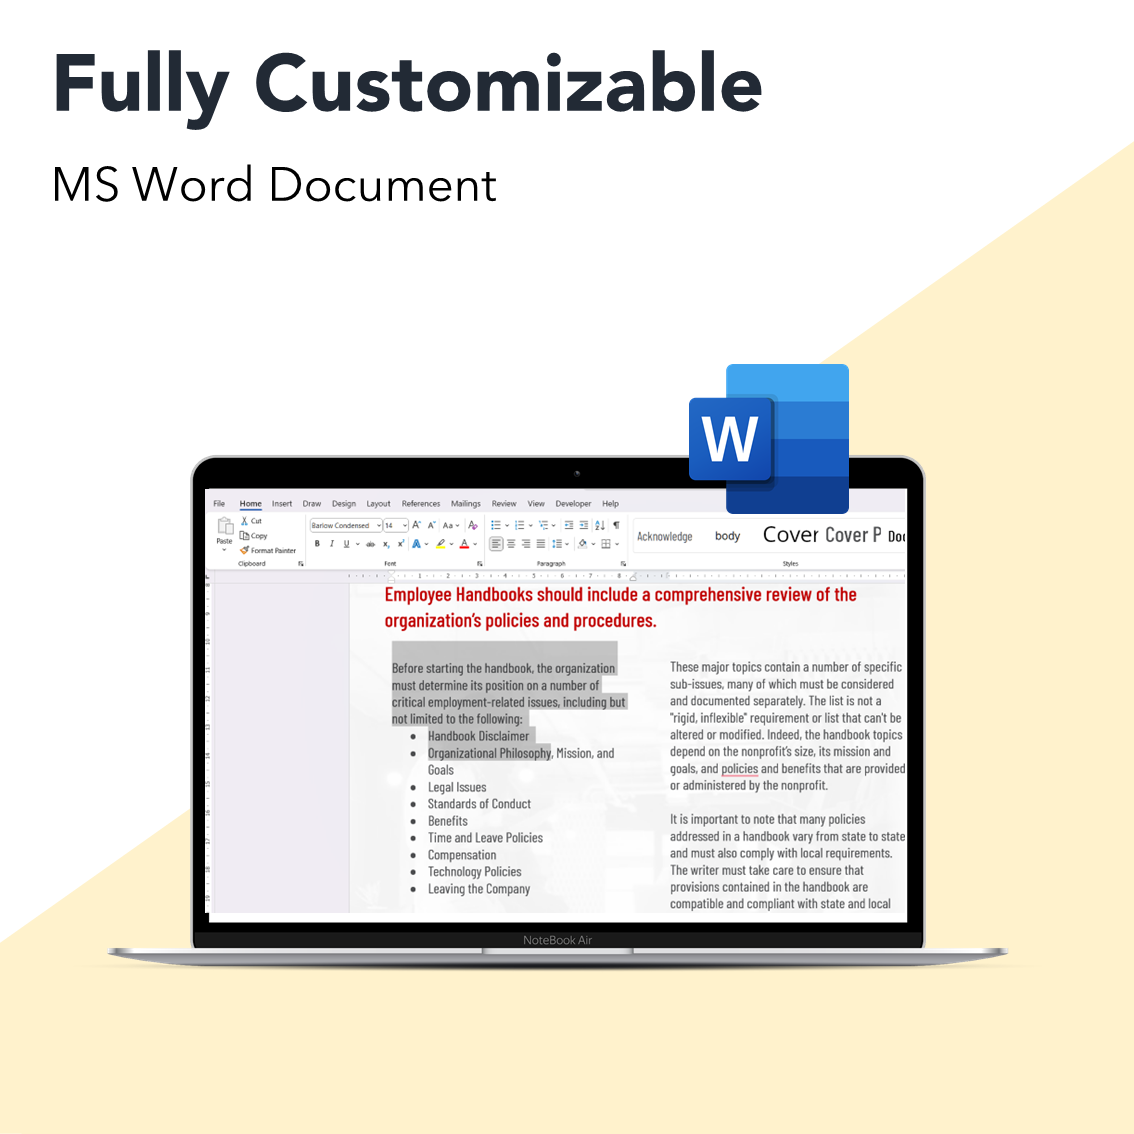 Fully Customizable
MS Word Document
W
File Home Insert Draw Design Layout References Mailings Review View Developer Help
Paste
Cut
Copy
Format Painter
Clipboard
Barlow Condensed 14
Font
Paragraph
Acknowledge body Cover Cover P
Styles
Employee Handbooks should include a comprehensive review of the
organization's policies and procedures.
Before starting the handbook, the organization
must determine its position on a number of
critical employment-related issues, including but
not limited to the following:
• Handbook Disclaimer
• Organizational Philosophy, Mission, and
Goals
• Legal Issues
• Standards of Conduct
• Benefits
• Time and Leave Policies
• Compensation
• Technology Policies
• Leaving the Company
These major topics contain a number of specific
sub-issues, many of which must be considered
and documented separately. The list is not a
"rigid, inflexible" requirement or list that can't be
altered or modified. Indeed, the handbook topics
depend on the nonprofit's size, its mission and
goals, and policies and benefits that are provided
or administered by the nonprofit.
It is important to note that many policies
addressed in a handbook vary from state to state
and must also comply with local requirements.
The writer must take care to ensure that
provisions contained in the handbook are
compatible and compliant with state and local
NoteBook Air